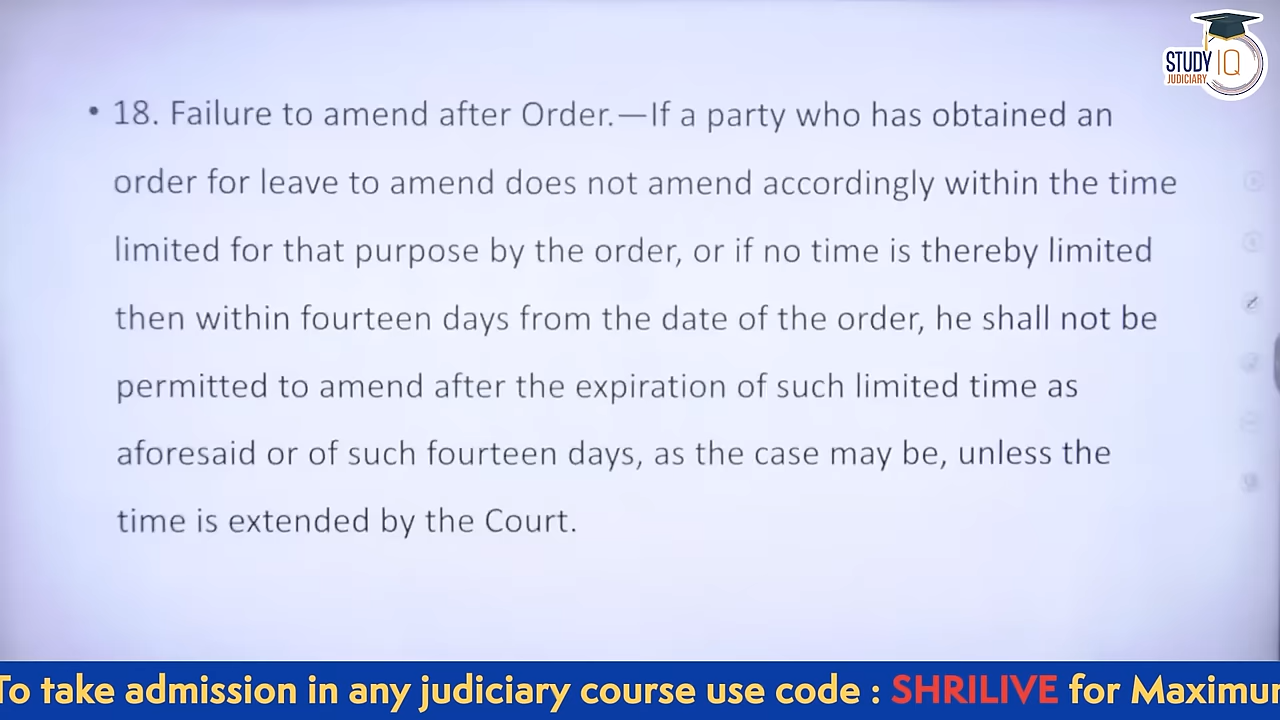 STUDY IQ
JUDICIARY
• 18. Failure to amend after Order.—If a party who has obtained an
order for leave to amend does not amend accordingly within the time
limited for that purpose by the order, or if no time is thereby limited
then within fourteen days from the date of the order, he shall not be
permitted to amend after the expiration of such limited time as
aforesaid or of such fourteen days, as the case may be, unless the
time is extended by the Court.
To take admission in any judiciary course use code : SHRILIVE for Maximu